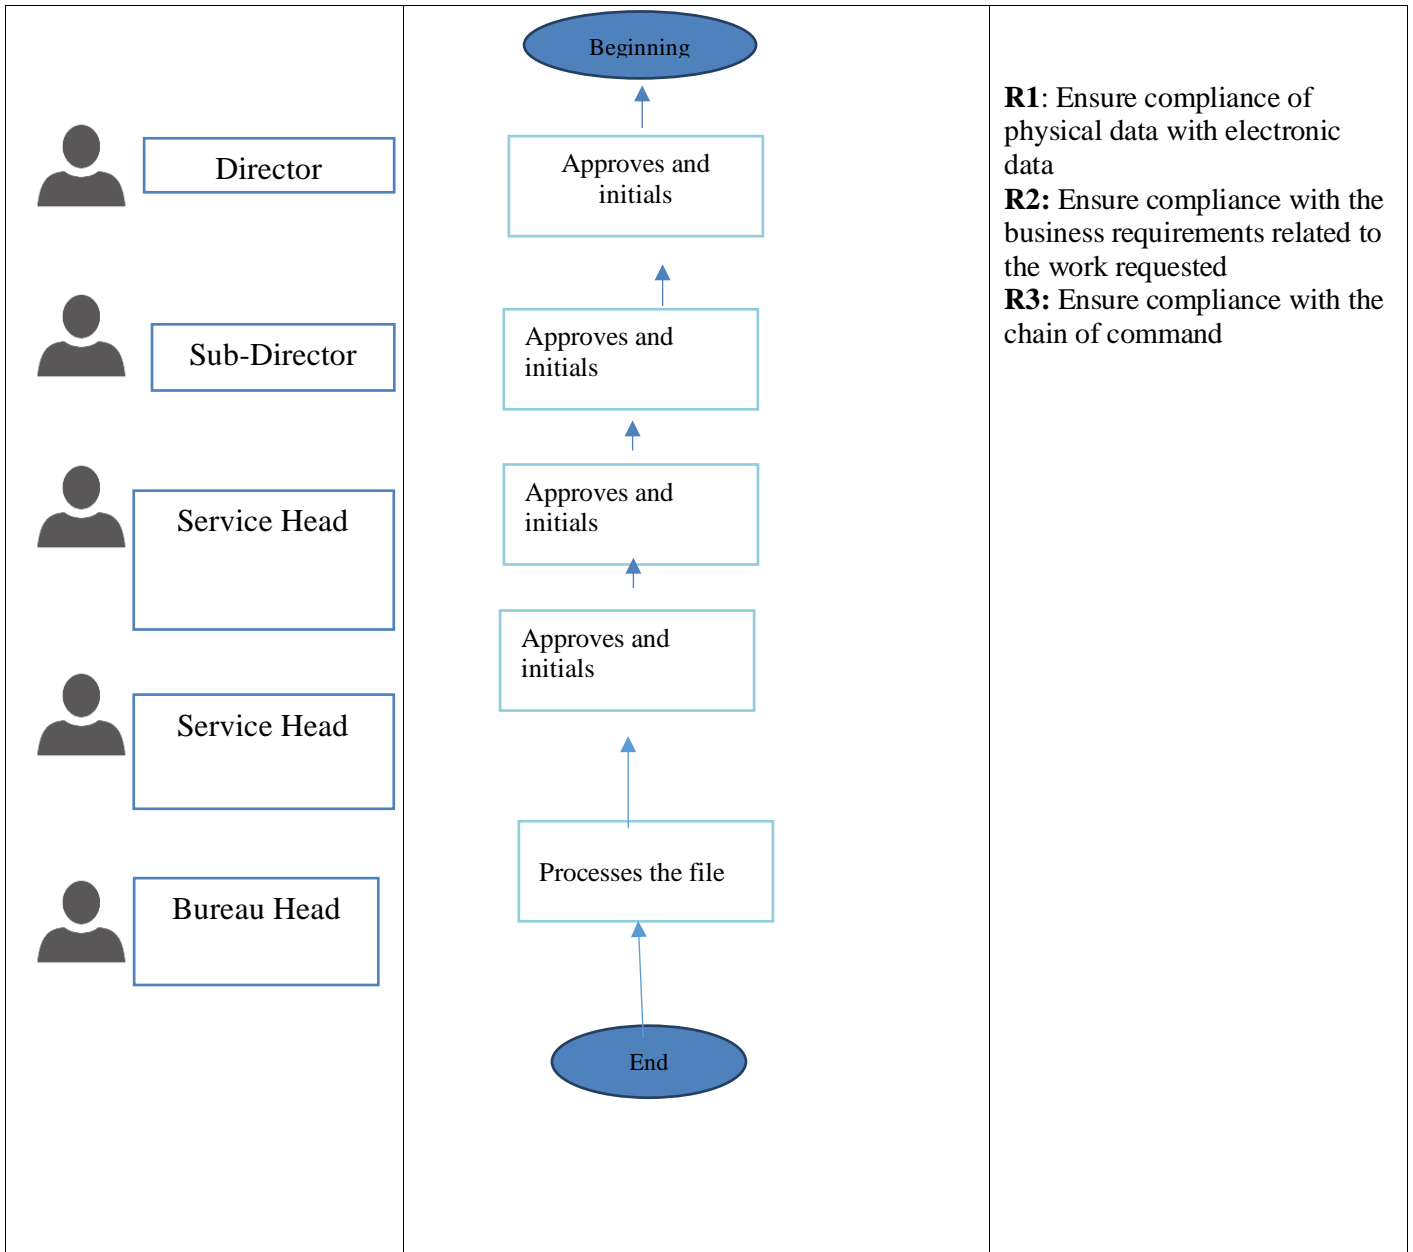 Beginning
Director
Approves and
initials
Sub-Director
Approves and
initials
Service Head
Approves and
initials
Service Head
Approves and
initials
Bureau Head
Processes the file
End
R1: Ensure compliance of
physical data with electronic
data
R2: Ensure compliance with the
business requirements related to
the work requested
R3: Ensure compliance with the
chain of command